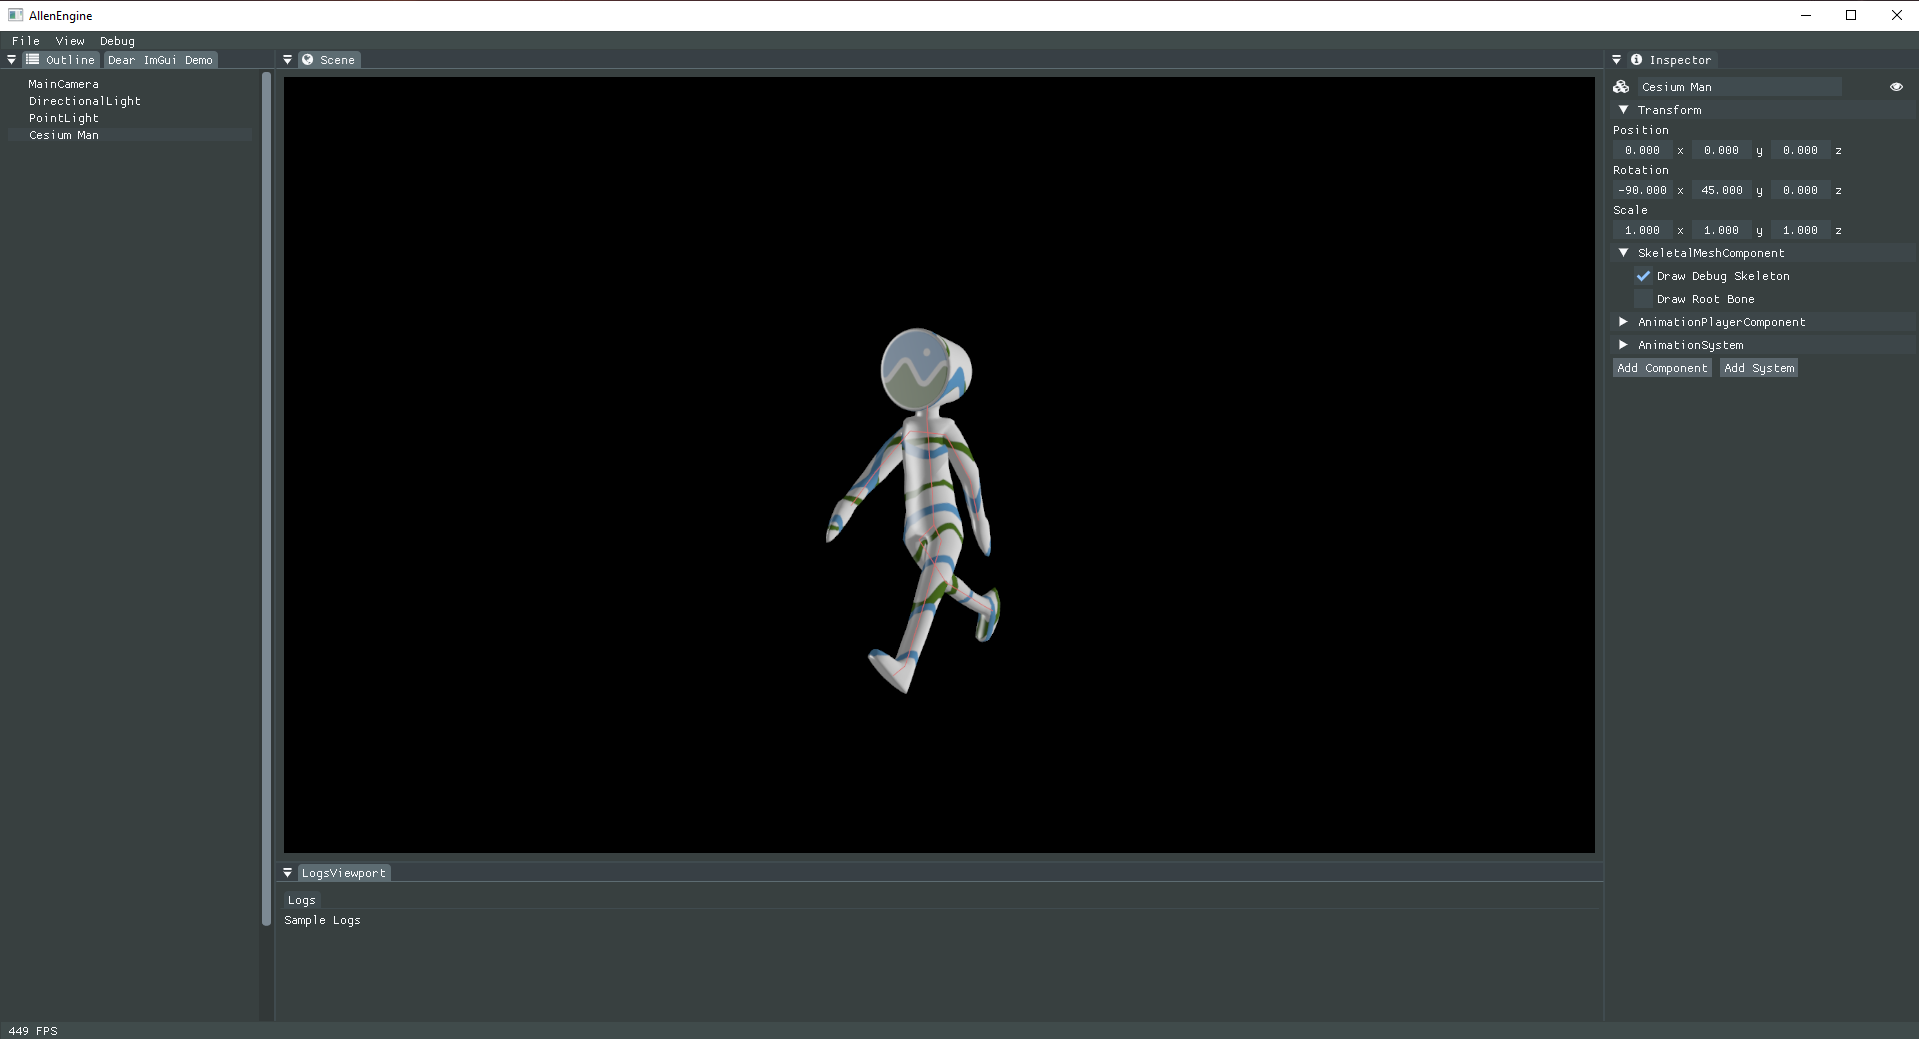 AllenEngine
File View Debug
Outline Dear ImGui Demo
MainCamera
DirectionalLight
PointLight
Cesium Man
Scene
LogsViewport
Logs
Sample Logs
Inspector
Cesium Man
Transform
Position
0.000 x 0.000 y 0.000 z
Rotation
-90.000 x 45.000 y 0.000 z
Scale
1.000 x 1.000 y 1.000 z
SkeletalMeshComponent
Draw Debug Skeleton
Draw Root Bone
AnimationPlayerComponent
AnimationSystem
Add Component Add System
449 FPS